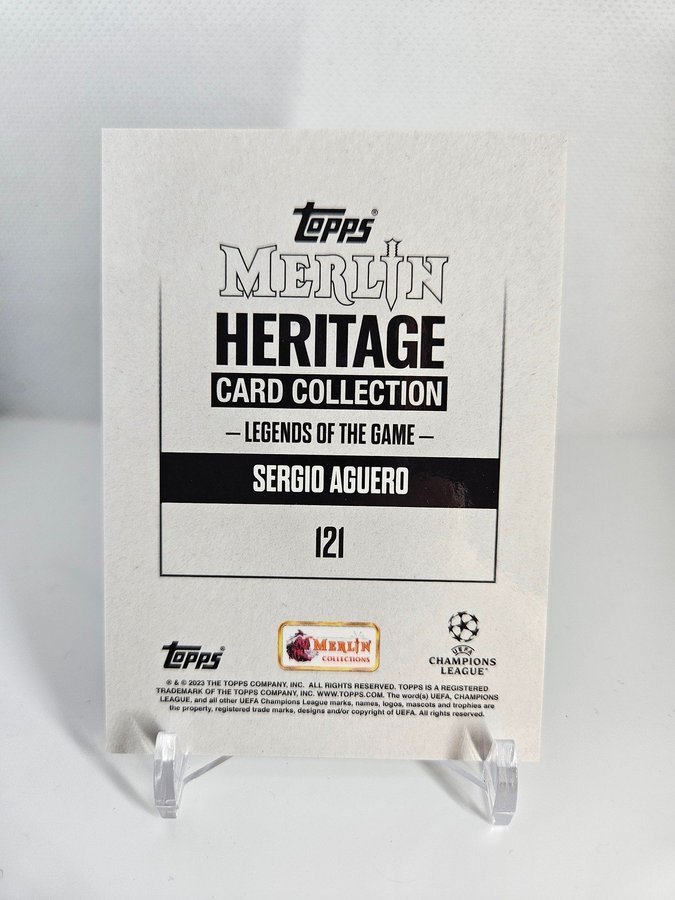 TOPPS®
MERLIN
HERITAGE
CARD COLLECTION
– LEGENDS OF THE GAME –
SERGIO AGUERO
121
TOPPS®
MERLIN
COLLECTIONS
UEFA
CHAMPIONS
LEAGUE®
® & © 2023 THE TOPPS COMPANY, INC. ALL RIGHTS RESERVED. TOPPS IS A REGISTERED
TRADEMARK OF THE TOPPS COMPANY, INC. WWW.TOPPS.COM. The word(s) UEFA, CHAMPIONS
LEAGUE, and all other UEFA Champions League marks, names, logos, mascots and trophies are
the property, registered trade marks, designs and/or copyright of UEFA. All rights reserved.